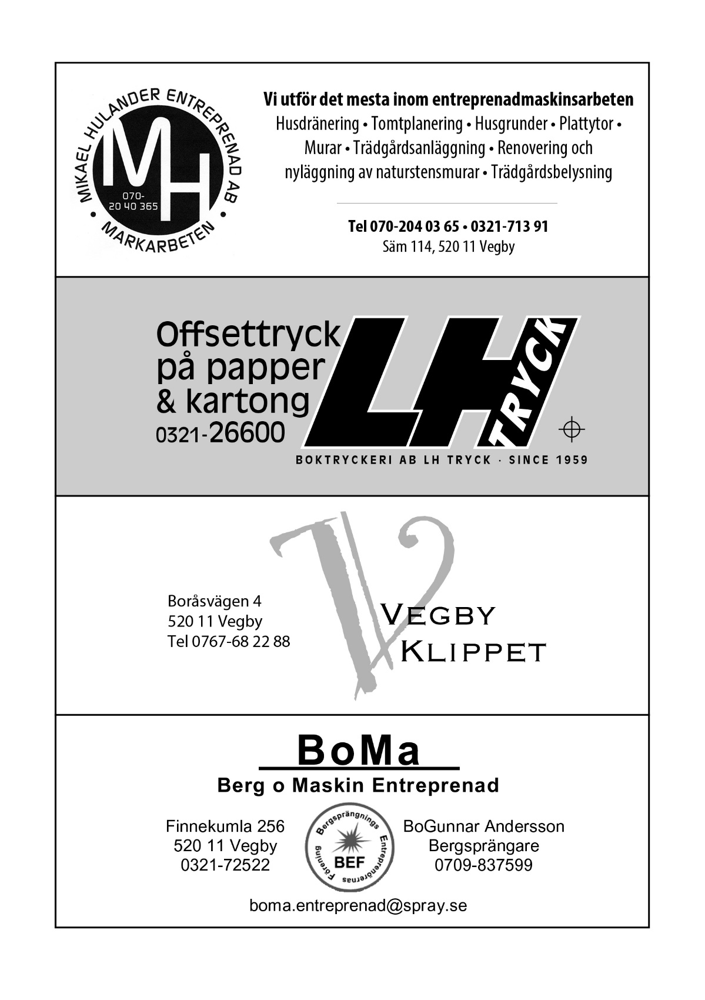 MIKAEL HULANDER ENTREPRENAD AB
MH
070-
20 40 365
• MARKARBETEN •
Vi utför det mesta inom entreprenadmaskinsarbeten
Husdränering • Tomtplanering • Husgrunder • Plattytor •
Murar • Trädgårdsanläggning • Renovering och
nyläggning av naturstensmurar • Trädgårdsbelysning
Tel 070-204 03 65 • 0321-713 91
Säm 114, 520 11 Vegby
Offsettryck
på papper
& kartong
0321-26600
LH TRYCK
BOKTRYCKERI AB LH TRYCK · SINCE 1959
Boråsvägen 4
520 11 Vegby
Tel 0767-68 22 88
V
VEGBY
KLIPPET
BoMa
Berg o Maskin Entreprenad
Finnekumla 256
520 11 Vegby
0321-72522
Bergsprängnings Entreprenörernas Förening
BEF
BoGunnar Andersson
Bergsprängare
0709-837599
boma.entreprenad@spray.se